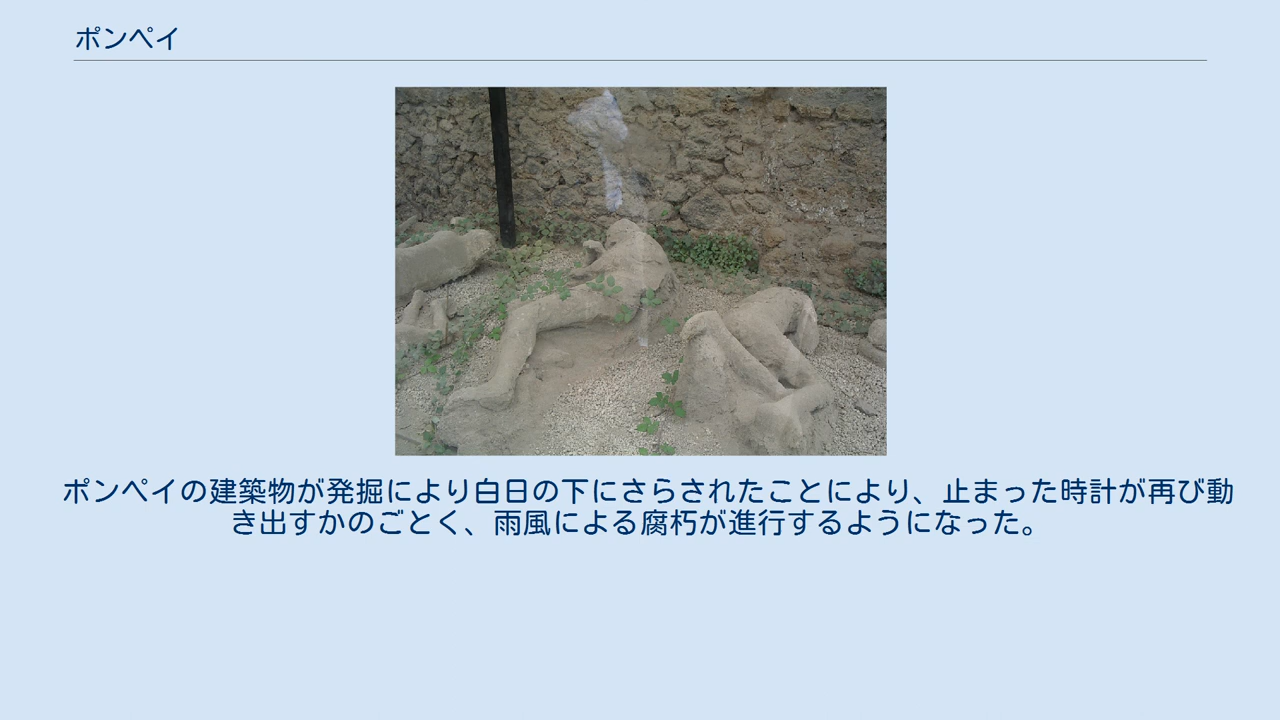 ポンペイ
ポンペイの建築物が発掘により白日の下にさらされたことにより、止まった時計が再び動
き出すかのごとく、雨風による腐朽が進行するようになった。